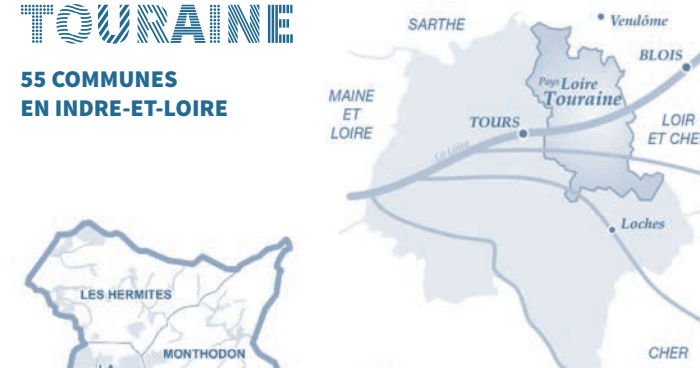 TOURAINE
55 COMMUNES
EN INDRE-ET-LOIRE
SARTHE
Vendôme
BLOIS
Pays Loire
Touraine
MAINE
ET
LOIRE
TOURS
LOIR
ET CHE
La Loire
Loches
CHER
LES HERMITES
MONTHODON
LA